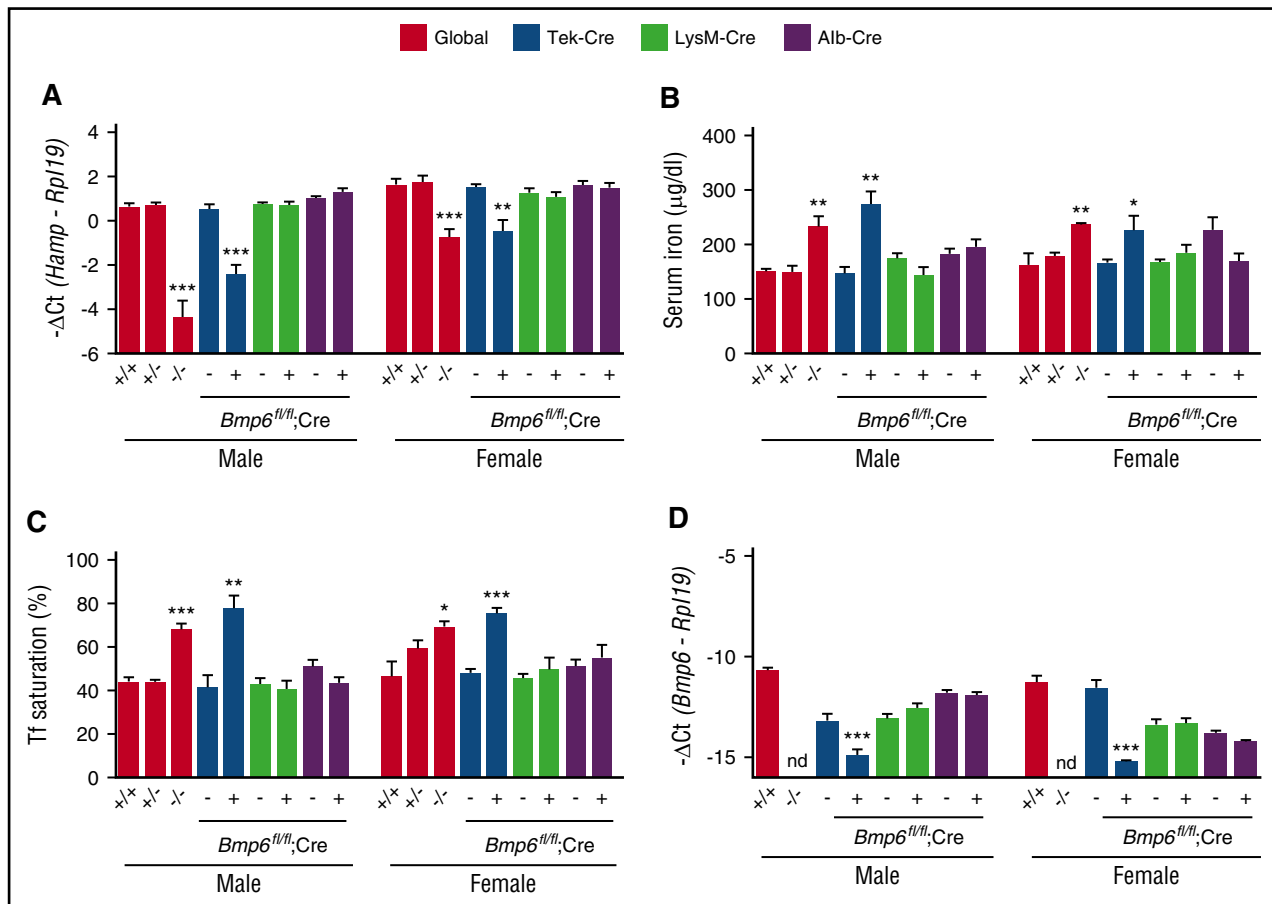 Global Tek-Cre LysM-Cre Alb-Cre
A
-ΔCt (Hamp - Rpl19)
4
2
0
-2
-4
-6
*** *** *** **
+/+ +/- -/- - + - + - + +/+ +/- -/- - + - + - +
Bmp6fl/fl;Cre Bmp6fl/fl;Cre
Male Female
B
Serum iron (µg/dl)
400
300
200
100
0
** ** ** *
+/+ +/- -/- - + - + - + +/+ +/- -/- - + - + - +
Bmp6fl/fl;Cre Bmp6fl/fl;Cre
Male Female
C
Tf saturation (%)
100
80
60
40
20
0
*** ** * ***
+/+ +/- -/- - + - + - + +/+ +/- -/- - + - + - +
Bmp6fl/fl;Cre Bmp6fl/fl;Cre
Male Female
D
-ΔCt (Bmp6 - Rpl19)
-5
-10
-15
nd *** nd ***
+/+ -/- - + - + - + +/+ -/- - + - + - +
Bmp6fl/fl;Cre Bmp6fl/fl;Cre
Male Female